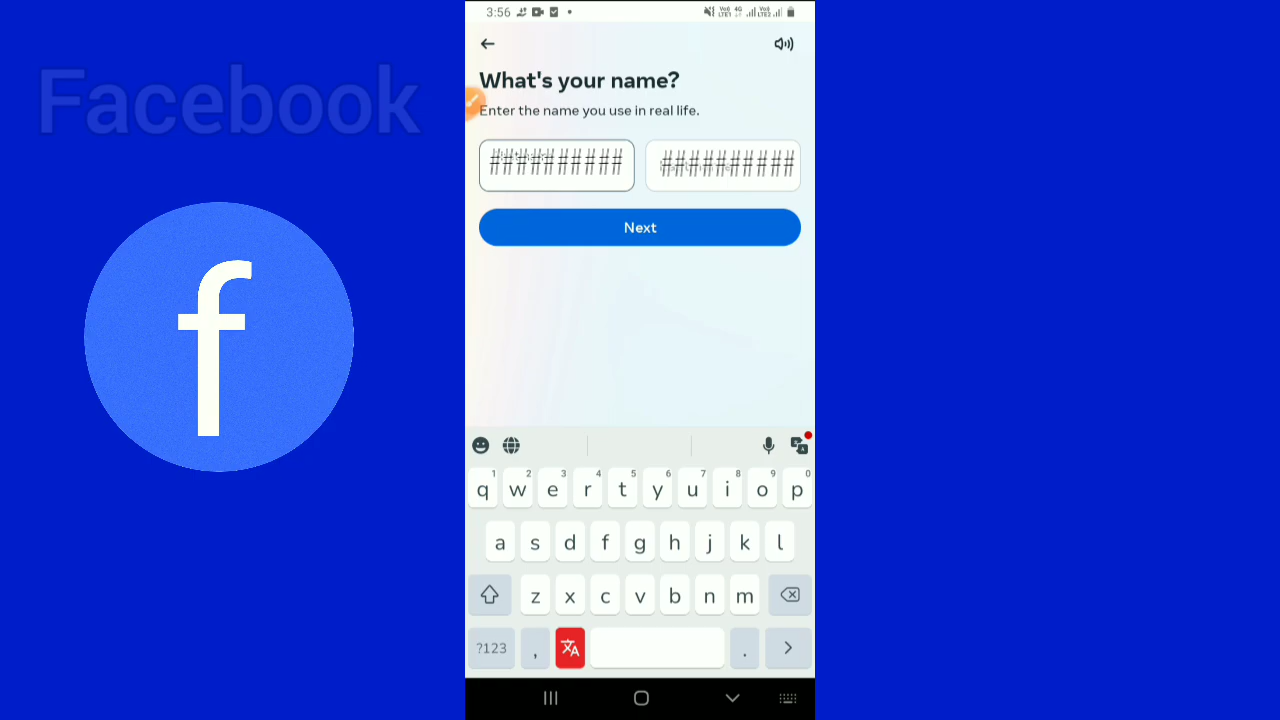 3:56
Facebook
What's your name?
Enter the name you use in real life.
########## ##########
Next
1 2 3 4 5 6 7 8 9 0
q w e r t y u i o p
a s d f g h j k l
z x c v b n m
?123 , .